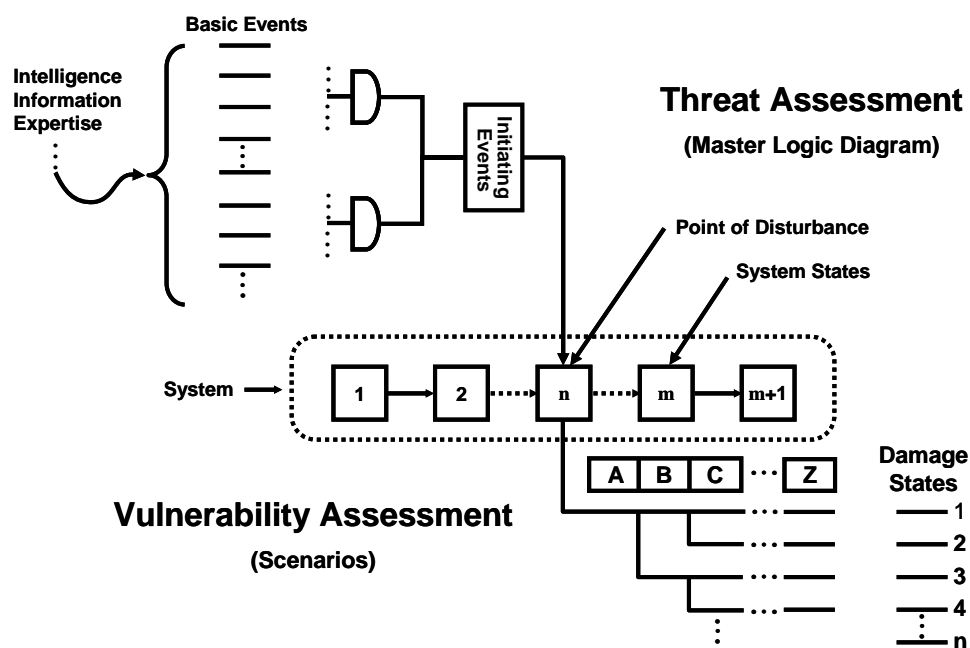 Basic Events
Intelligence
Information
Expertise
Threat Assessment
(Master Logic Diagram)
Initiating
Events
Point of Disturbance
System States
System
1
2
n
m
m+1
A
B
C
Z
Damage
States
1
2
3
4
n
Vulnerability Assessment
(Scenarios)